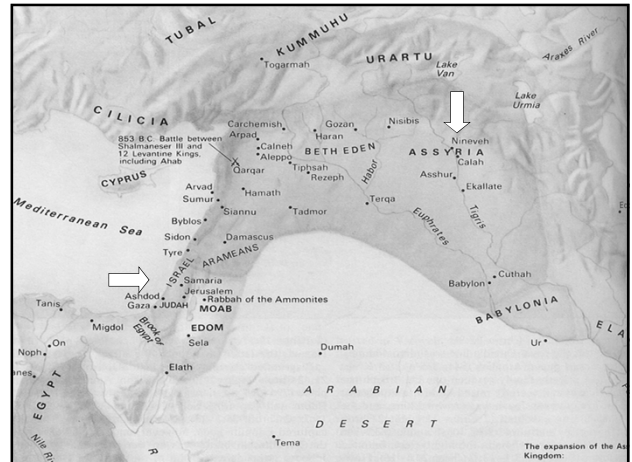 TUBAL
KUMMUHU
Togarmah
URARTU
Lake
Van
Araxes River
Lake
Urmia
CILICIA
Carchemish
Arpad
Gozan
Haran
Nisibis
Nineveh
853 B.C. Battle between
Shalmaneser III and
12 Levantine Kings,
including Ahab
Calneh
Aleppo
BETH EDEN
ASSYRIA
Calah
Qarqar
Tiphsah
Rezeph
Habor
Asshur
CYPRUS
Arvad
Sumur
Hamath
Ekallate
Siannu
Tadmor
Terqa
Mediterranean Sea
Byblos
Euphrates
Tigris
Sidon
Damascus
Tyre
ARAMEANS
ISRAEL
Samaria
Cuthah
Babylon
Jerusalem
Ashdod
Gaza
JUDAH
Rabbah of the Ammonites
MOAB
BABYLONIA
Tanis
Migdol
Brook of
Egypt
EDOM
Sela
On
Noph
Ur
Dumah
Elath
EGYPT
ARABIAN
DESERT
Tema
R
The expansion of the
Kingdom: